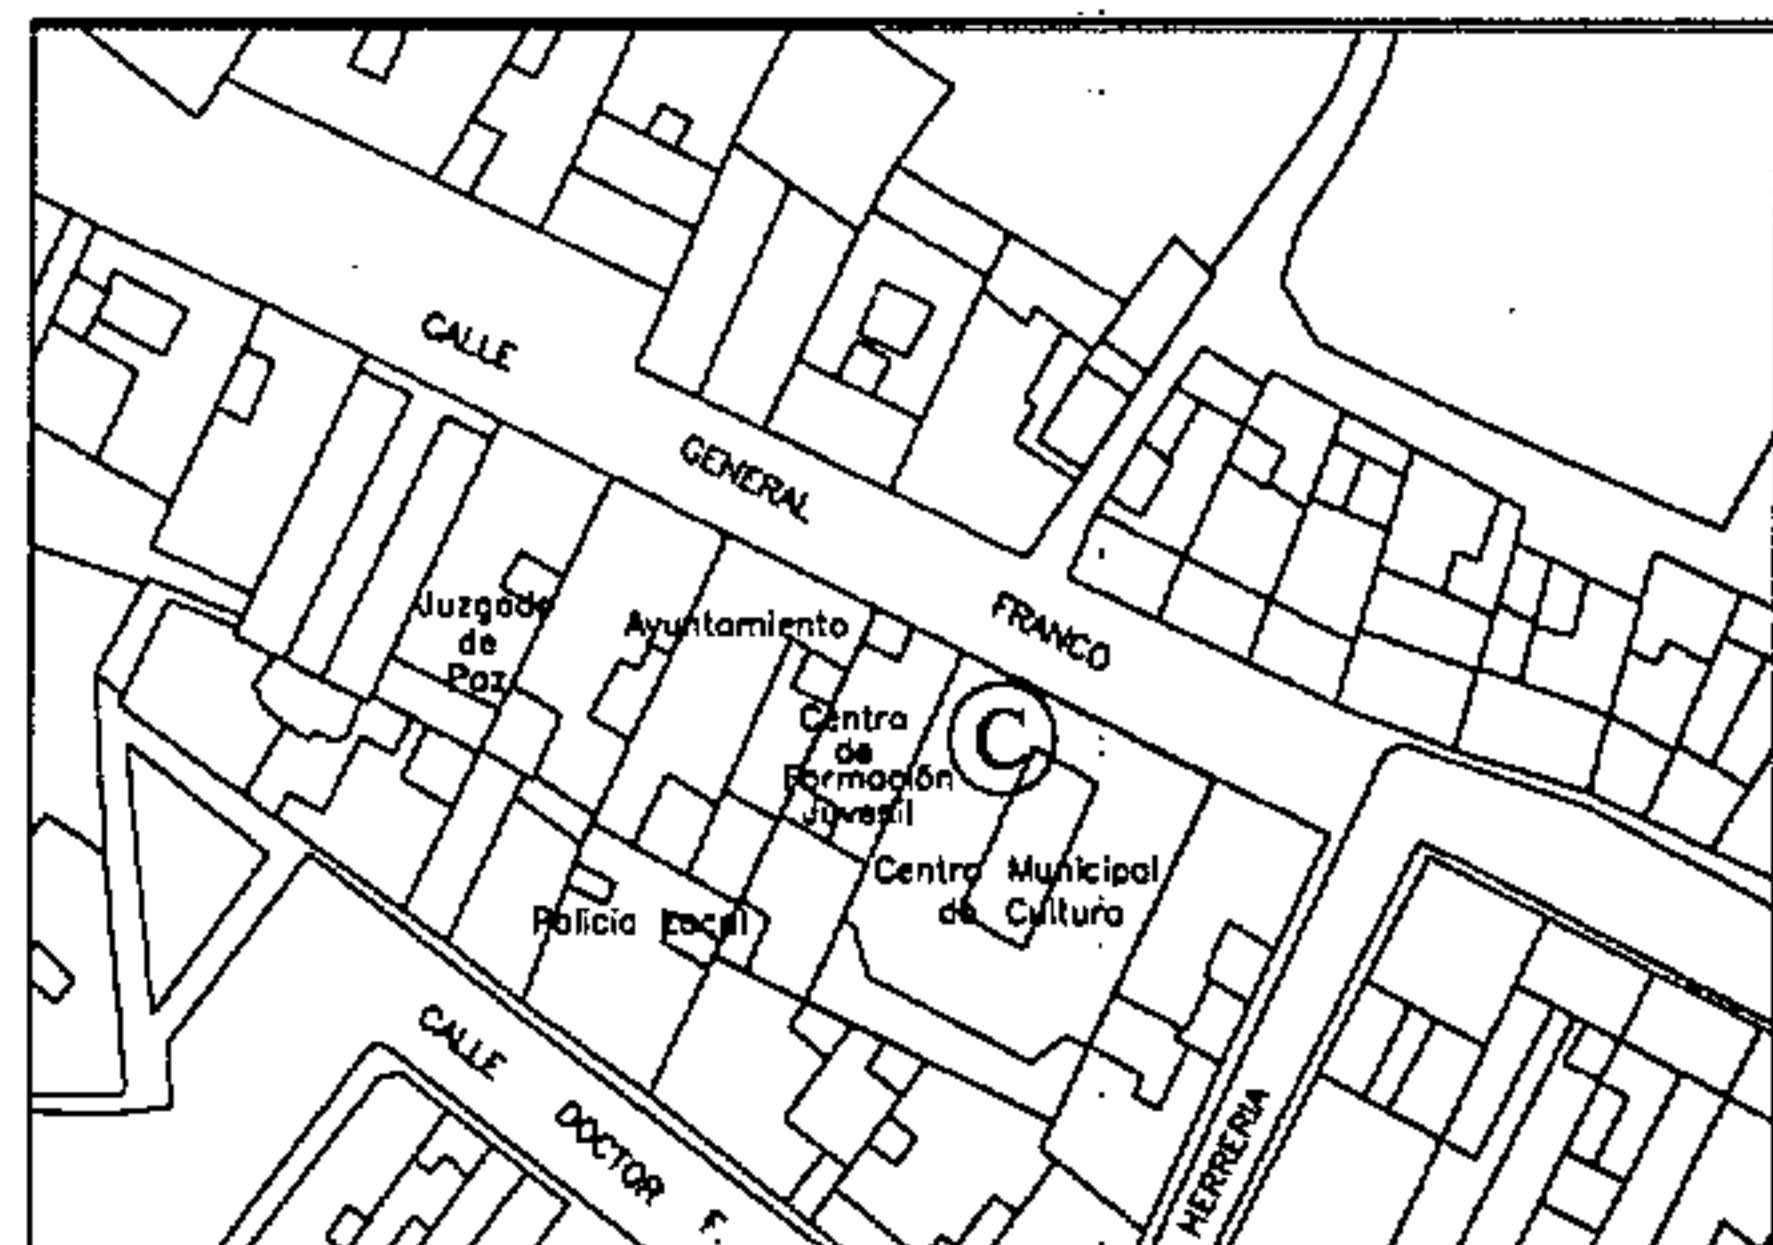 CALLE
GENERAL
FRANCO
Juzgado
de
Paz
Ayuntamiento
Centro
de
Formación
Juvenil
C
Centro Municipal
de Cultura
Policía Local
CALLE
DOCTOR F.
HERRERIA